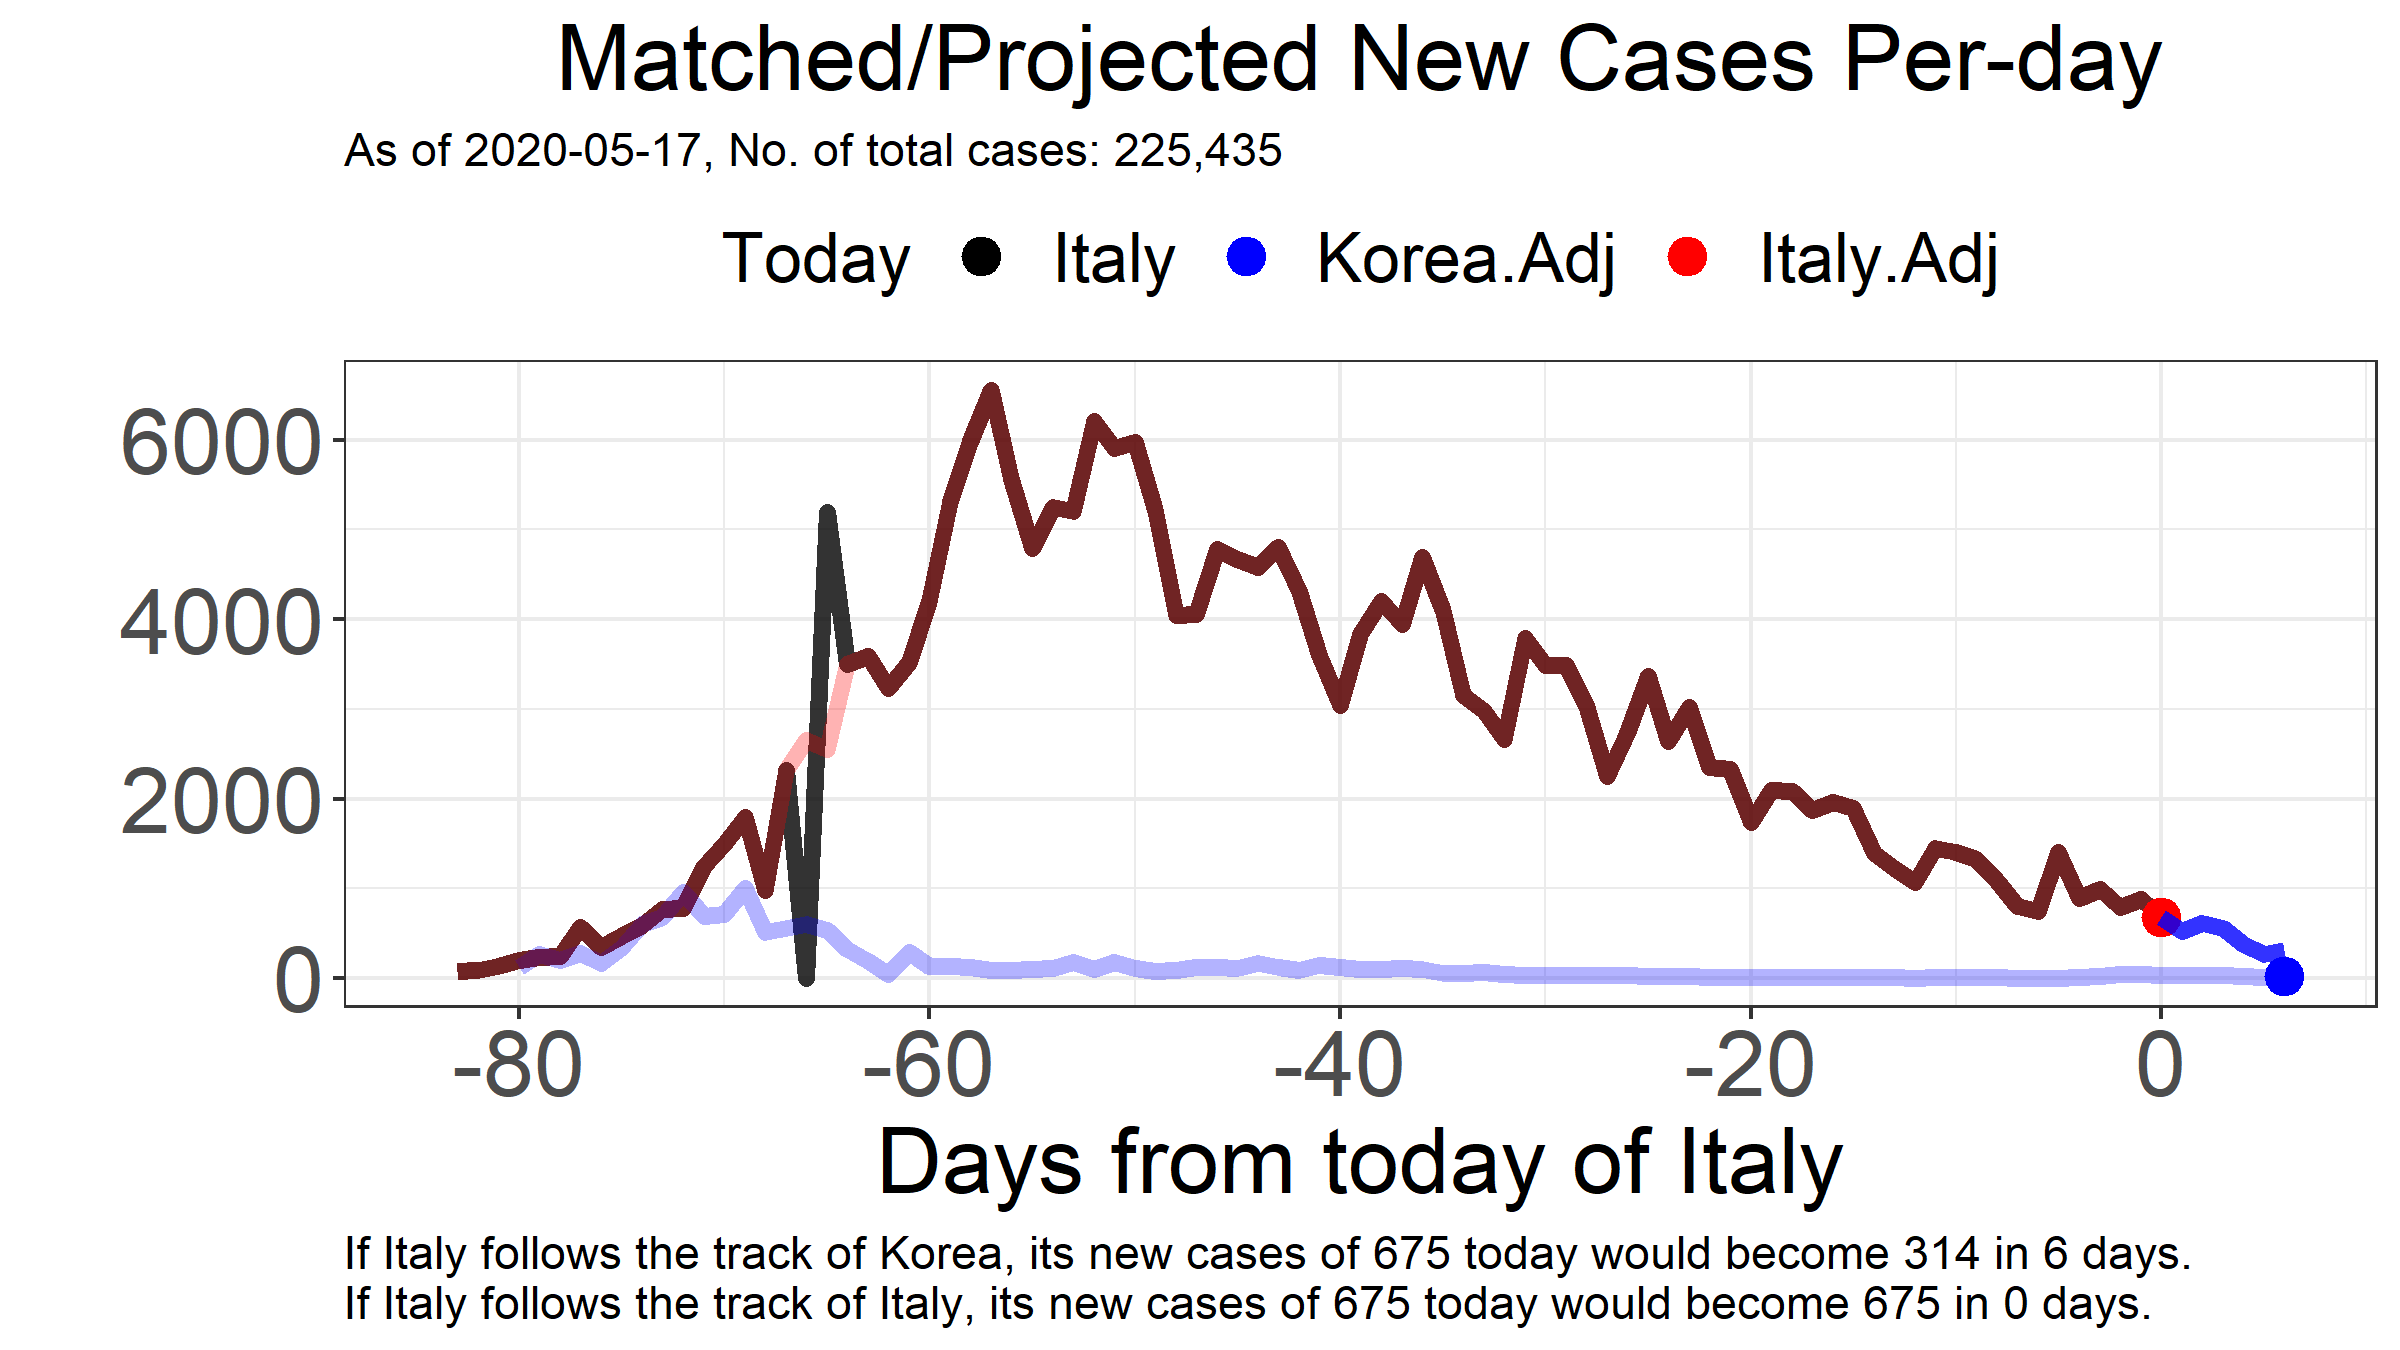 Matched/Projected New Cases Per-day
As of 2020-05-17, No. of total cases: 225,435
Today Italy Korea.Adj Italy.Adj
6000
4000
2000
0
-80 -60 -40 -20 0
Days from today of Italy
If Italy follows the track of Korea, its new cases of 675 today would become 314 in 6 days.
If Italy follows the track of Italy, its new cases of 675 today would become 675 in 0 days.